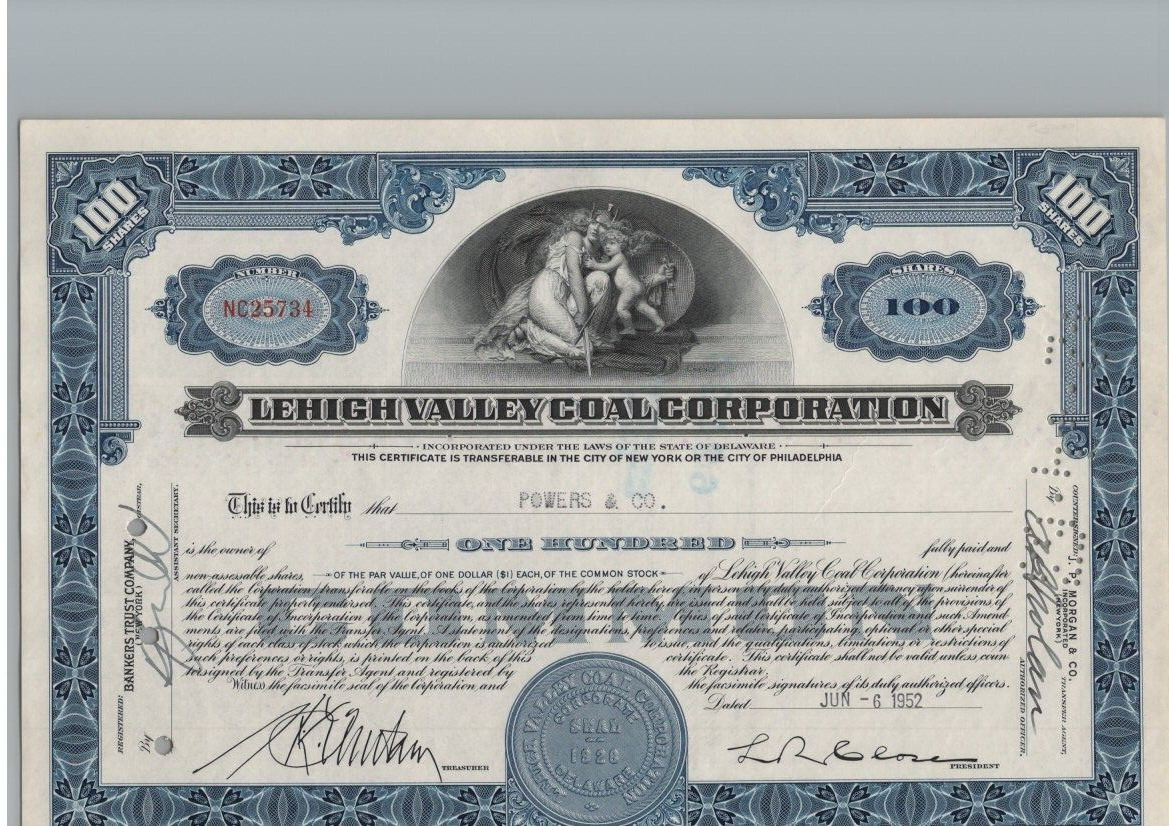 100 SHARES
100 SHARES
NUMBER
NC25734
SHARES
100
LEHIGH VALLEY COAL CORPORATION
INCORPORATED UNDER THE LAWS OF THE STATE OF DELAWARE
THIS CERTIFICATE IS TRANSFERABLE IN THE CITY OF NEW YORK OR THE CITY OF PHILADELPHIA
This is to Certify that POWERS & CO.
is the owner of ONE HUNDRED fully paid and
non-assessable shares, OF THE PAR VALUE, OF ONE DOLLAR ($1) EACH, OF THE COMMON STOCK of Lehigh Valley Coal Corporation (hereinafter
called the Corporation) transferable on the books of the Corporation by the holder hereof in person or by duly authorized attorney upon surrender of
this certificate properly endorsed. This certificate, and the shares represented hereby, are issued and shall be held subject to all of the provisions of
the Certificate of Incorporation of the Corporation, as amended from time to time. Copies of said Certificate of Incorporation and such Amend
ments are filed with the Transfer Agent. A statement of the designations, preferences and relative, participating, optional or other special
rights of each class of stock which the Corporation is authorized to issue, and the qualifications, limitations or restrictions of
such preferences or rights, is printed on the back of this certificate. This certificate shall not be valid unless coun
tersigned by the Transfer Agent and registered by the Registrar.
Witness the facsimile seal of the Corporation and the facsimile signatures of its duly authorized officers.
COMMON
Dated JUN -6 1952
TREASURER
L R Close
PRESIDENT
LEHIGH VALLEY COAL CORPORATION
CORPORATE
SEAL
DELAWARE
REGISTERED:
BANKERS TRUST COMPANY
(NEW YORK)
By
ASSISTANT SECRETARY.
COUNTERSIGNED:
J. P. MORGAN & CO.
INCORPORATED
(NEW YORK)
TRANSFER AGENT,
By
AUTHORIZED OFFICER.